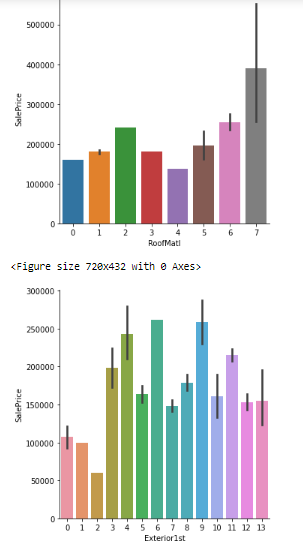 500000
400000
300000
200000
100000
0
SalePrice
0 1 2 3 4 5 6 7
RoofMatl
<Figure size 720x432 with 0 Axes>
300000
250000
200000
150000
100000
50000
0
SalePrice
0 1 2 3 4 5 6 7 8 9 10 11 12 13
Exterior1st